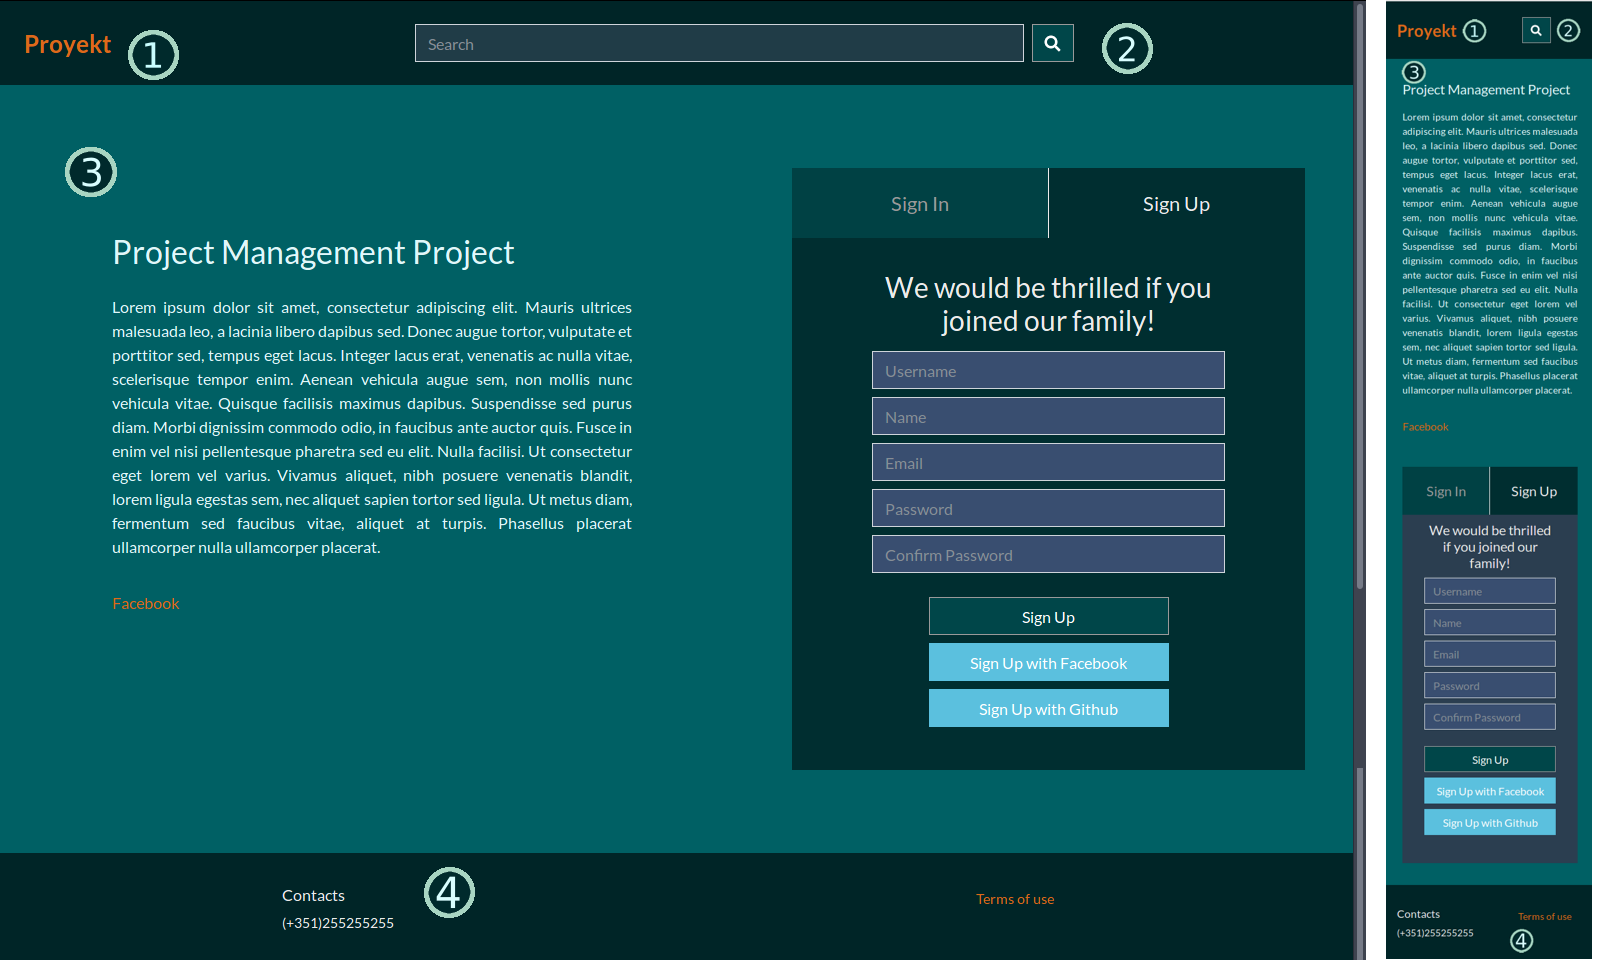 Proyekt ① Search ②
③
Project Management Project
Lorem ipsum dolor sit amet, consectetur adipiscing elit. Mauris ultrices
malesuada leo, a lacinia libero dapibus sed. Donec augue tortor, vulputate et
porttitor sed, tempus eget lacus. Integer lacus erat, venenatis ac nulla vitae,
scelerisque tempor enim. Aenean vehicula augue sem, non mollis nunc
vehicula vitae. Quisque facilisis maximus dapibus. Suspendisse sed purus
diam. Morbi dignissim commodo odio, in faucibus ante auctor quis. Fusce in
enim vel nisi pellentesque pharetra sed eu elit. Nulla facilisi. Ut consectetur
eget lorem vel varius. Vivamus aliquet, nibh posuere venenatis blandit,
lorem ligula egestas sem, nec aliquet sapien tortor sed ligula. Ut metus diam,
fermentum sed faucibus vitae, aliquet at turpis. Phasellus placerat
ullamcorper nulla ullamcorper placerat.
Facebook
Sign In Sign Up
We would be thrilled if you
joined our family!
Username
Name
Email
Password
Confirm Password
Sign Up
Sign Up with Facebook
Sign Up with Github
Contacts ④
(+351)255255255
Terms of use
Proyekt ① ②
③
Project Management Project
Lorem ipsum dolor sit amet, consectetur
adipiscing elit. Mauris ultrices malesuada
leo, a lacinia libero dapibus sed. Donec
augue tortor, vulputate et porttitor sed,
tempus eget lacus. Integer lacus erat,
venenatis ac nulla vitae, scelerisque
tempor enim. Aenean vehicula augue
sem, non mollis nunc vehicula vitae.
Quisque facilisis maximus dapibus.
Suspendisse sed purus diam. Morbi
dignissim commodo odio, in faucibus
ante auctor quis. Fusce in enim vel nisi
pellentesque pharetra sed eu elit. Nulla
facilisi. Ut consectetur eget lorem vel
varius. Vivamus aliquet, nibh posuere
venenatis blandit, lorem ligula egestas
sem, nec aliquet sapien tortor sed ligula.
Ut metus diam, fermentum sed faucibus
vitae, aliquet at turpis. Phasellus placerat
ullamcorper nulla ullamcorper placerat.
Facebook
Sign In Sign Up
We would be thrilled
if you joined our
family!
Username
Name
Email
Password
Confirm Password
Sign Up
Sign Up with Facebook
Sign Up with Github
Contacts
(+351)255255255
Terms of use
④